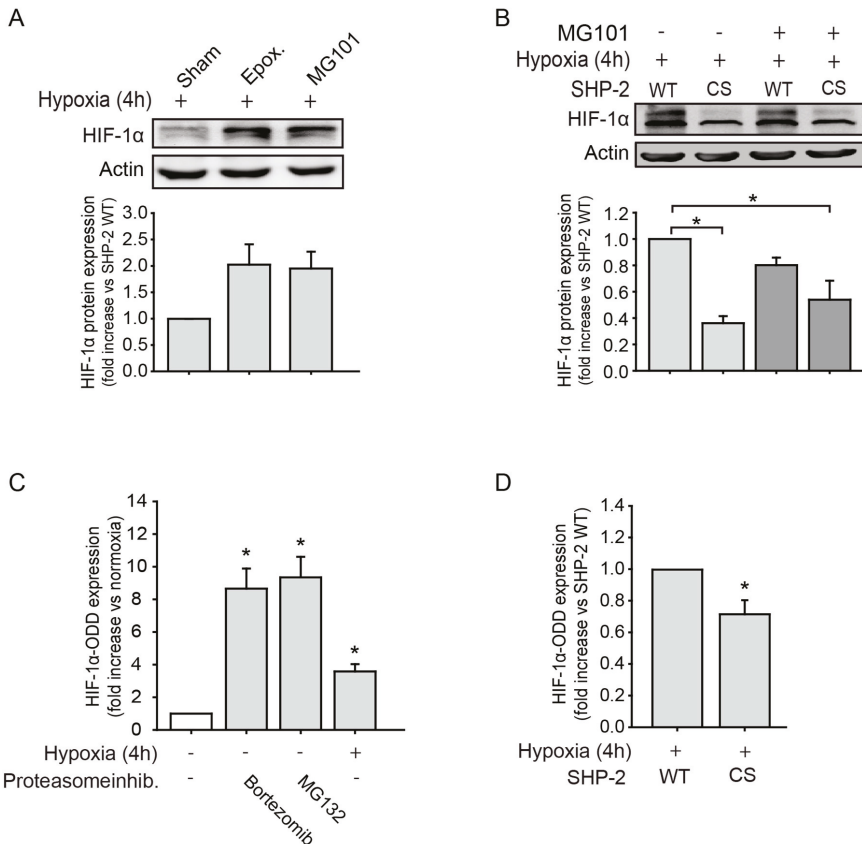 A
Sham
Epox.
MG101
Hypoxia (4h)
+ + +
HIF-1α
Actin
HIF-1α protein expression
(fold increase vs SHP-2 WT)
3.0
2.5
2.0
1.5
1.0
0.5
0.0
B
MG101 - - + +
Hypoxia (4h) + + + +
SHP-2 WT CS WT CS
HIF-1α
Actin
HIF-1α protein expression
(fold increase vs SHP-2 WT)
1.2
1.0
0.8
0.6
0.4
0.2
0.0
* *
C
HIF-1α-ODD expression
(fold increase vs normoxia)
14
12
10
8
6
4
2
0
* * *
Hypoxia (4h) - - - +
Proteasomeinhib. - Bortezomib MG132 -
D
HIF-1α-ODD expression
(fold increase vs SHP-2 WT)
1.4
1.2
1.0
0.8
0.6
0.4
0.2
0.0
*
Hypoxia (4h) + +
SHP-2 WT CS